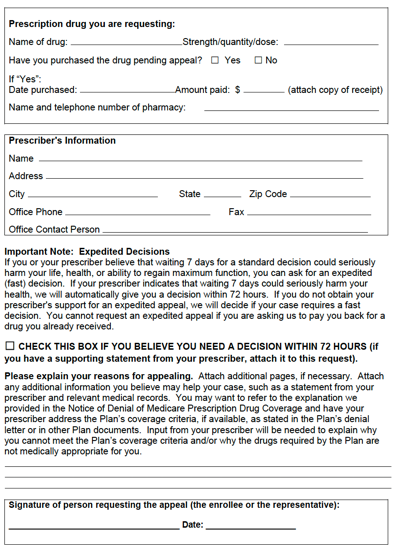 Prescription drug you are requesting:
Name of drug: Strength/quantity/dose:
Have you purchased the drug pending appeal? ☐ Yes ☐ No
If "Yes":
Date purchased: Amount paid: $ (attach copy of receipt)
Name and telephone number of pharmacy:
Prescriber's Information
Name
Address
City State Zip Code
Office Phone Fax
Office Contact Person
Important Note: Expedited Decisions
If you or your prescriber believe that waiting 7 days for a standard decision could seriously
harm your life, health, or ability to regain maximum function, you can ask for an expedited
(fast) decision. If your prescriber indicates that waiting 7 days could seriously harm your
health, we will automatically give you a decision within 72 hours. If you do not obtain your
prescriber's support for an expedited appeal, we will decide if your case requires a fast
decision. You cannot request an expedited appeal if you are asking us to pay you back for a
drug you already received.
☐ CHECK THIS BOX IF YOU BELIEVE YOU NEED A DECISION WITHIN 72 HOURS (if
you have a supporting statement from your prescriber, attach it to this request).
Please explain your reasons for appealing. Attach additional pages, if necessary. Attach
any additional information you believe may help your case, such as a statement from your
prescriber and relevant medical records. You may want to refer to the explanation we
provided in the Notice of Denial of Medicare Prescription Drug Coverage and have your
prescriber address the Plan's coverage criteria, if available, as stated in the Plan's denial
letter or in other Plan documents. Input from your prescriber will be needed to explain why
you cannot meet the Plan's coverage criteria and/or why the drugs required by the Plan are
not medically appropriate for you.
Signature of person requesting the appeal (the enrollee or the representative):
Date: